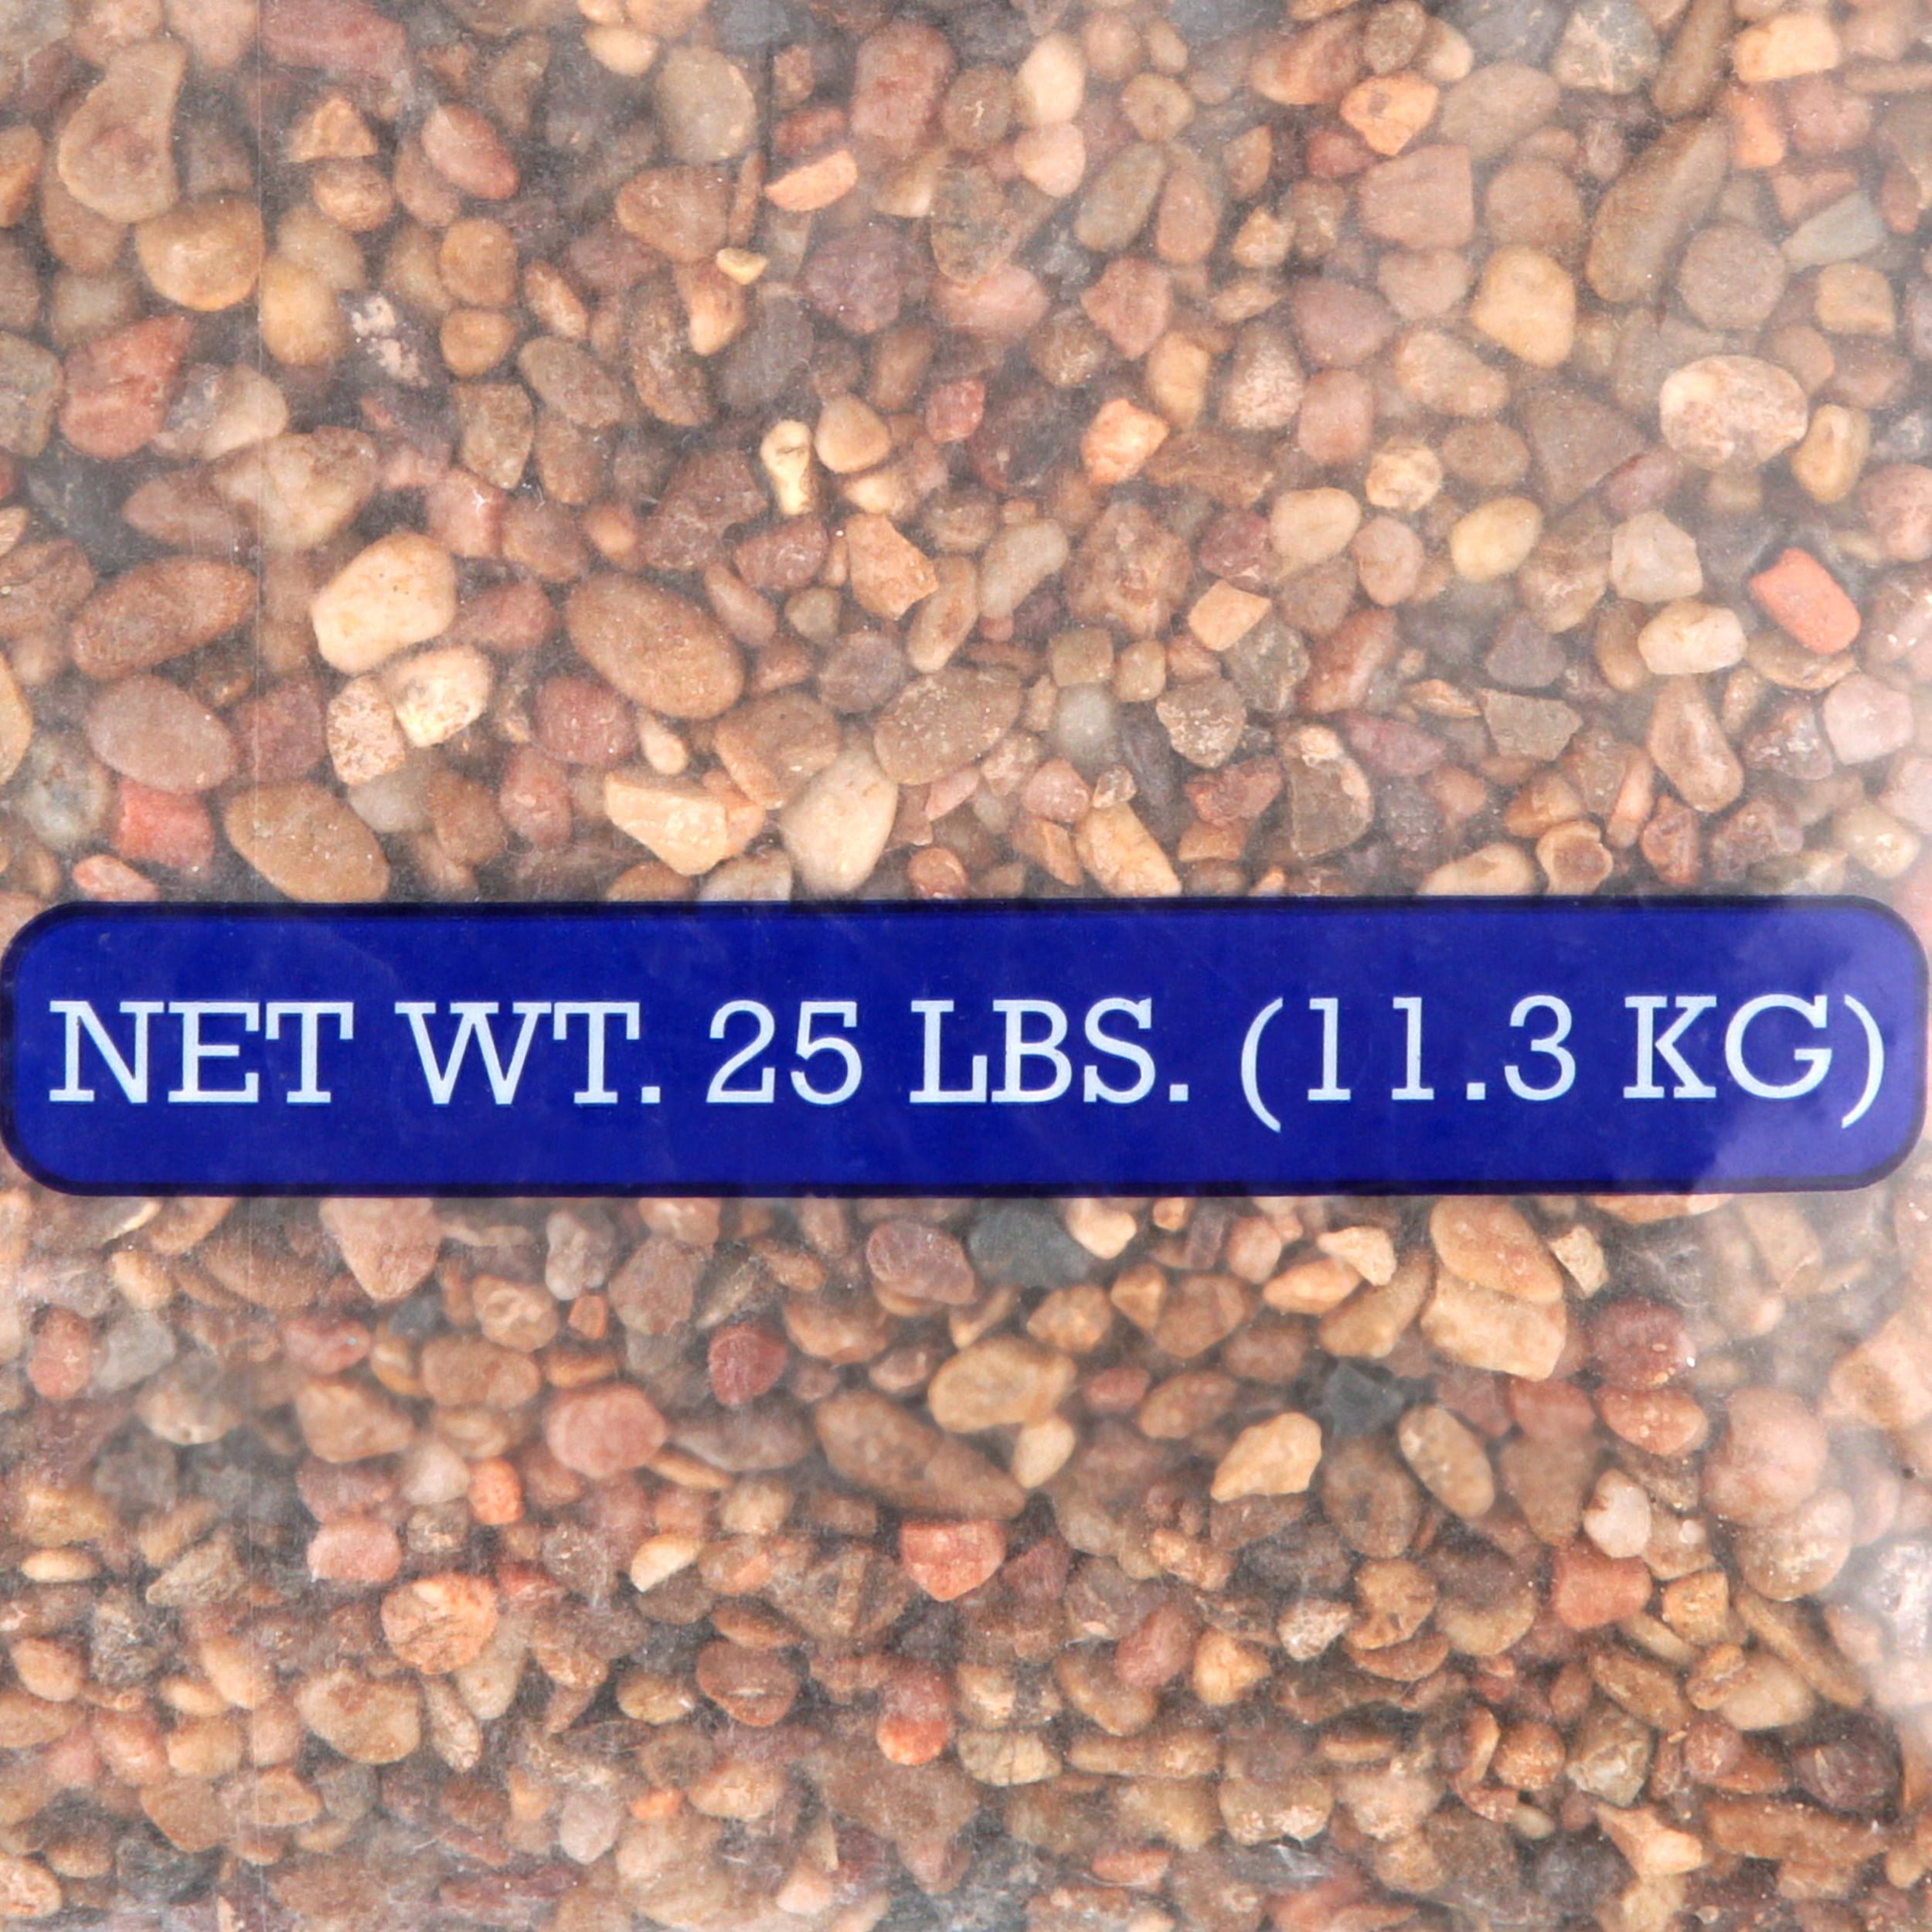 NET WT. 25 LBS. (11.3 KG)